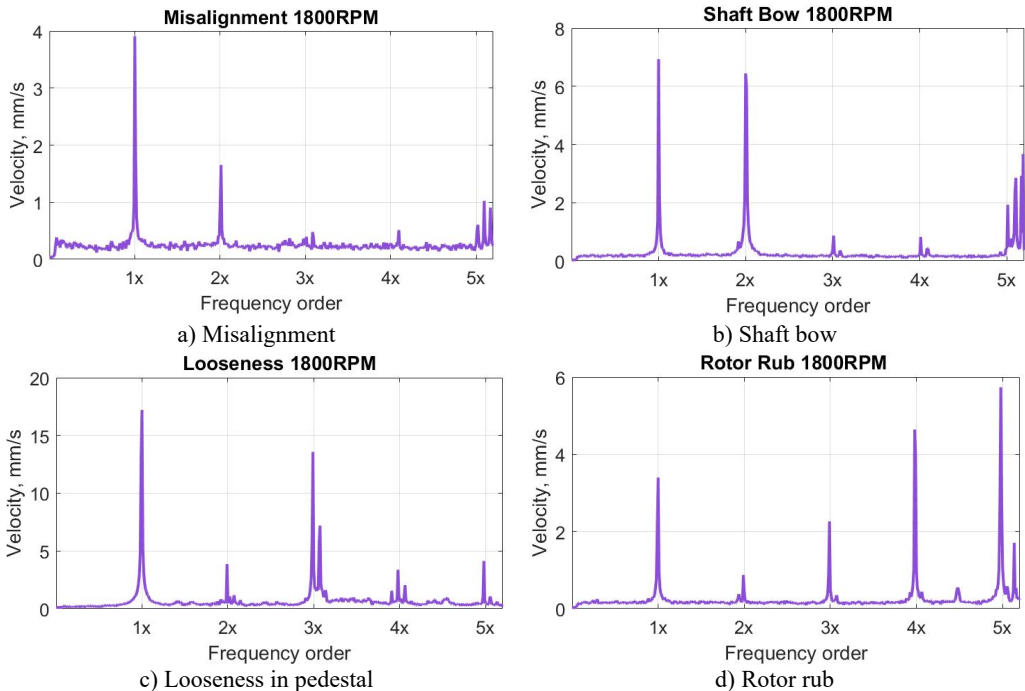 Misalignment 1800RPM
4
3
2
1
0
Velocity, mm/s
1x 2x 3x 4x 5x
Frequency order
a) Misalignment
Shaft Bow 1800RPM
8
6
4
2
0
Velocity, mm/s
1x 2x 3x 4x 5x
Frequency order
b) Shaft bow
Looseness 1800RPM
20
15
10
5
0
Velocity, mm/s
1x 2x 3x 4x 5x
Frequency order
c) Looseness in pedestal
Rotor Rub 1800RPM
6
4
2
0
Velocity, mm/s
1x 2x 3x 4x 5x
Frequency order
d) Rotor rub